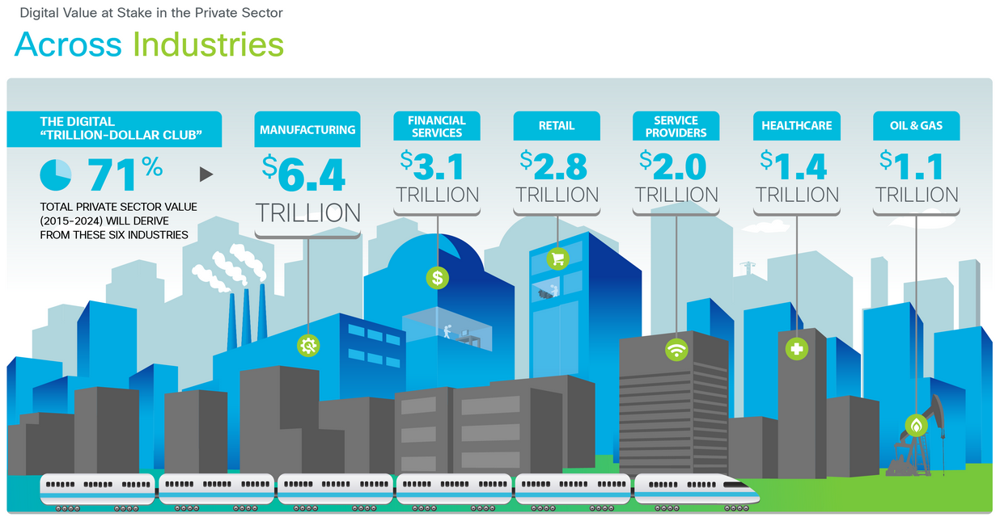 Digital Value at Stake in the Private Sector
Across Industries
THE DIGITAL
“TRILLION-DOLLAR CLUB”
71%
TOTAL PRIVATE SECTOR VALUE
(2015-2024) WILL DERIVE
FROM THESE SIX INDUSTRIES
MANUFACTURING
$6.4
TRILLION
FINANCIAL
SERVICES
$3.1
TRILLION
RETAIL
$2.8
TRILLION
SERVICE
PROVIDERS
$2.0
TRILLION
HEALTHCARE
$1.4
TRILLION
OIL & GAS
$1.1
TRILLION
$